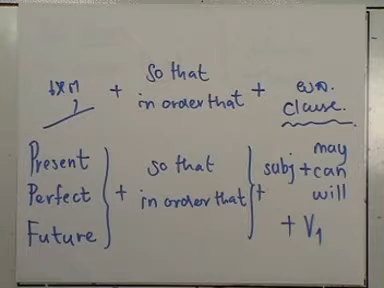 + so that
in order that +
clause.
Present
Perfect
Future
+ so that
in order that
subj + may
can
will
+ V₁